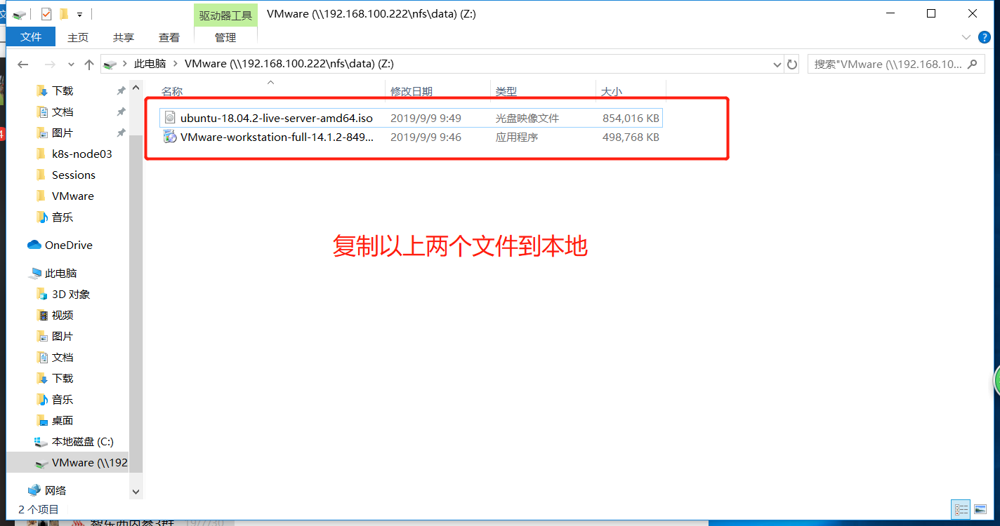 驱动器工具
VMware (\\192.168.100.222\nfs\data) (Z:)
文件 主页 共享 查看 管理
此电脑 VMware (\\192.168.100.222\nfs\data) (Z:)
搜索"VMware (\\192.168.10...
名称 修改日期 类型 大小
ubuntu-18.04.2-live-server-amd64.iso 2019/9/9 9:49 光盘映像文件 854,016 KB
VMware-workstation-full-14.1.2-849... 2019/9/9 9:46 应用程序 498,768 KB
复制以上两个文件到本地
下载
文档
图片
k8s-node03
Sessions
VMware
音乐
OneDrive
此电脑
3D 对象
视频
图片
文档
下载
音乐
桌面
本地磁盘 (C:)
VMware (\\192
网络
2 个项目